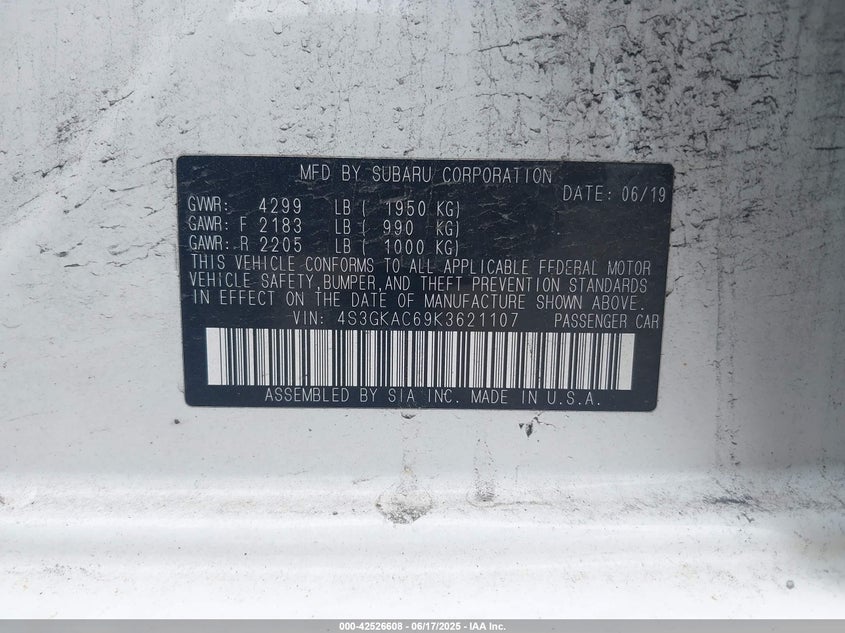 MFD BY SUBARU CORPORATION
DATE: 06/19
GVWR: 4299 LB ( 1950 KG)
GAWR: F 2183 LB ( 990 KG)
GAWR: R 2205 LB ( 1000 KG)
THIS VEHICLE CONFORMS TO ALL APPLICABLE FFDERAL MOTOR
VEHICLE SAFETY, BUMPER, AND THEFT PREVENTION STANDARDS
IN EFFECT ON THE DATE OF MANUFACTURE SHOWN ABOVE.
VIN: 4S3GKAC69K3621107 PASSENGER CAR
ASSEMBLED BY SIA INC. MADE IN U.S.A.
000-42526608 - 06/17/2025 - IAA Inc.